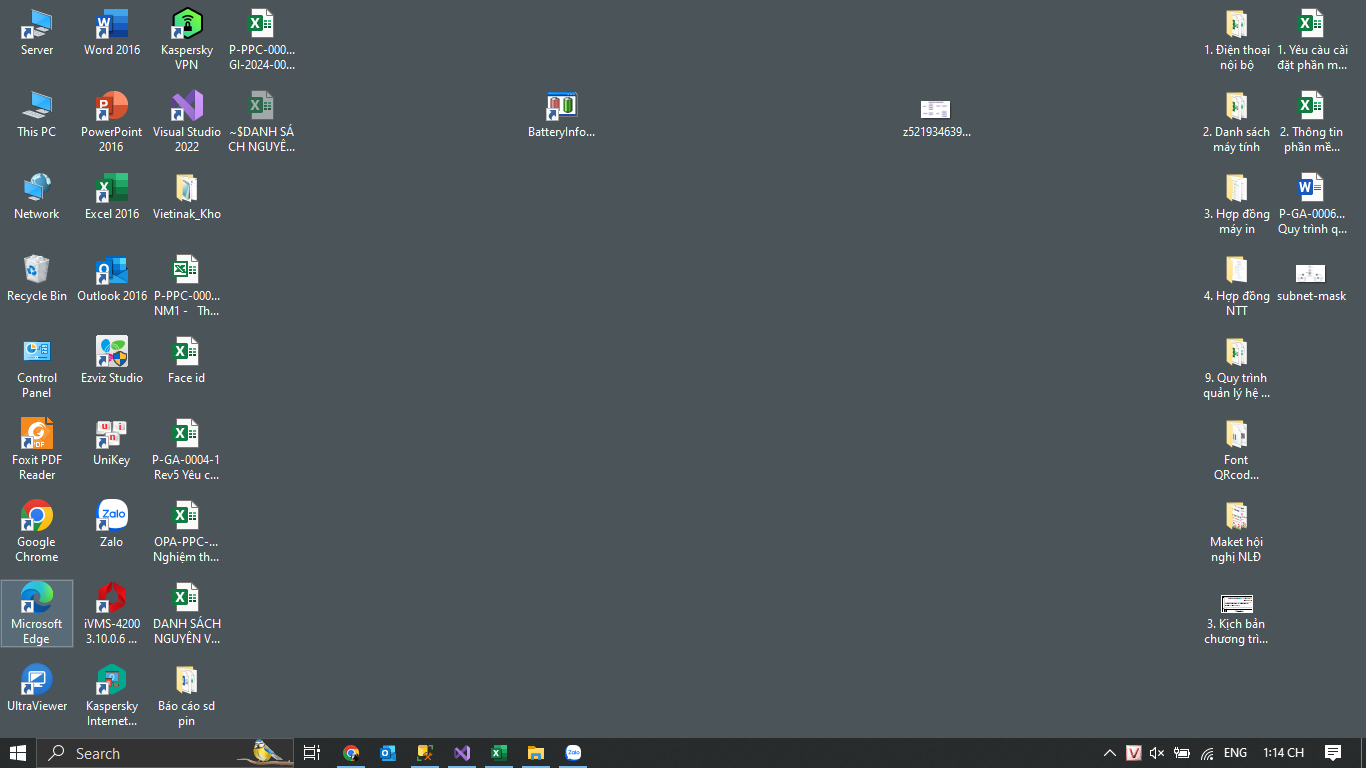 Server
This PC
Network
Recycle Bin
Control
Panel
Foxit PDF
Reader
Google
Chrome
Microsoft
Edge
UltraViewer
Word 2016
PowerPoint
2016
Excel 2016
Outlook 2016
Ezviz Studio
UniKey
Zalo
iVMS-4200
3.10.0.6 ...
Kaspersky
Internet...
Kaspersky
VPN
Visual Studio
2022
Vietinak_Kho
P-PPC-000...
NM1 - Th...
Face id
P-GA-0004-1
Rev5 Yêu c...
OPA-PPC-...
Nghiệm th...
DANH SÁCH
NGUYÊN V...
Báo cáo sd
pin
P-PPC-000...
GI-2024-00...
~$DANH SÁ
CH NGUYÊ...
BatteryInfo...
z521934639...
1. Điện thoại
nội bộ
2. Danh sách
máy tính
3. Hợp đồng
máy in
4. Hợp đồng
NTT
9. Quy trình
quản lý hệ ...
Font
QRcod...
Maket hội
nghị NLĐ
3. Kịch bản
chương trì...
1. Yêu cầu cài
đặt phần m...
2. Thông tin
phần mề...
P-GA-0006...
Quy trình q...
subnet-mask
Search
ENG
1:14 CH